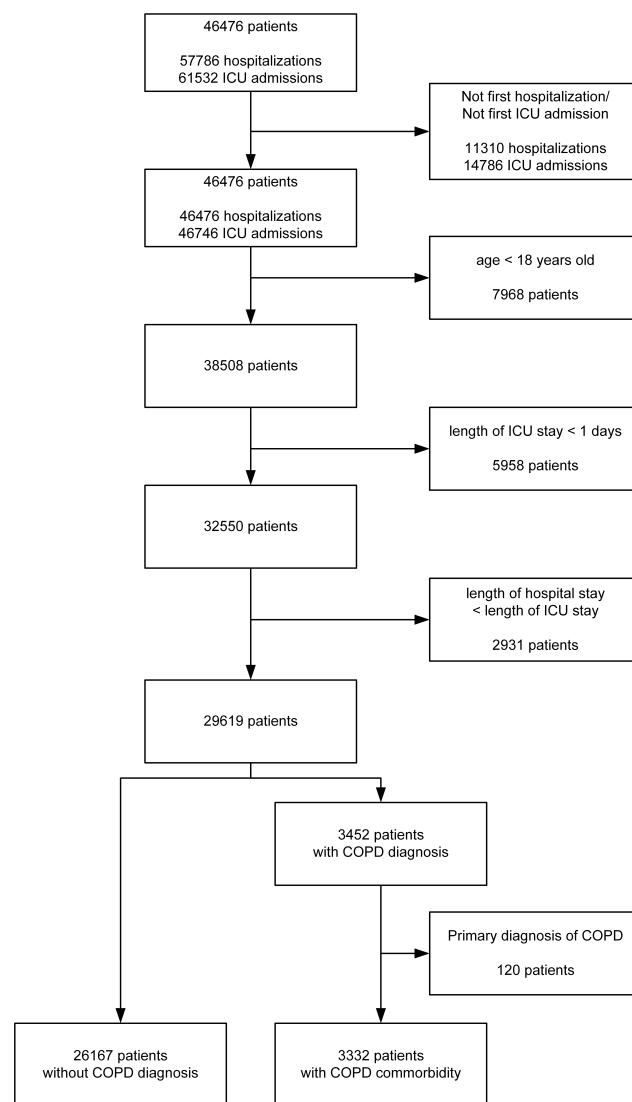 46476 patients
57786 hospitalizations
61532 ICU admissions
Not first hospitalization/
Not first ICU admission
11310 hospitalizations
14786 ICU admissions
46476 patients
46476 hospitalizations
46746 ICU admissions
age < 18 years old
7968 patients
38508 patients
length of ICU stay < 1 days
5958 patients
32550 patients
length of hospital stay
< length of ICU stay
2931 patients
29619 patients
3452 patients
with COPD diagnosis
Primary diagnosis of COPD
120 patients
26167 patients
without COPD diagnosis
3332 patients
with COPD commorbidity